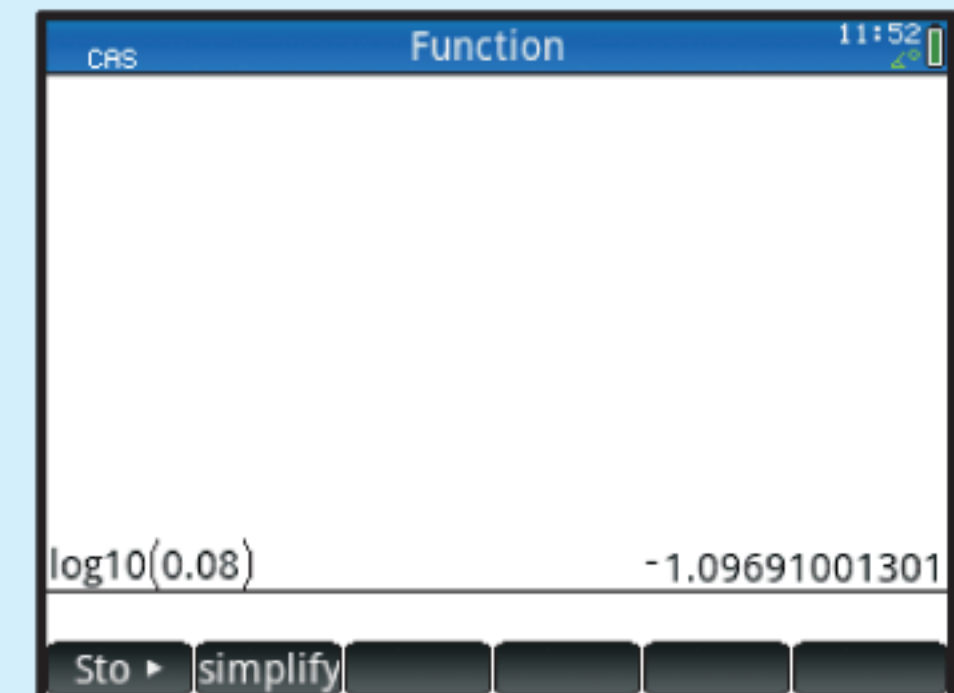 Function
11:52
CAS
log10(0.08)
-1.09691001301
Sto ▸
simplify